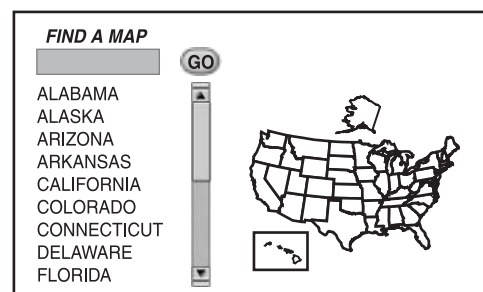 FIND A MAP
GO
ALABAMA
ALASKA
ARIZONA
ARKANSAS
CALIFORNIA
COLORADO
CONNECTICUT
DELAWARE
FLORIDA